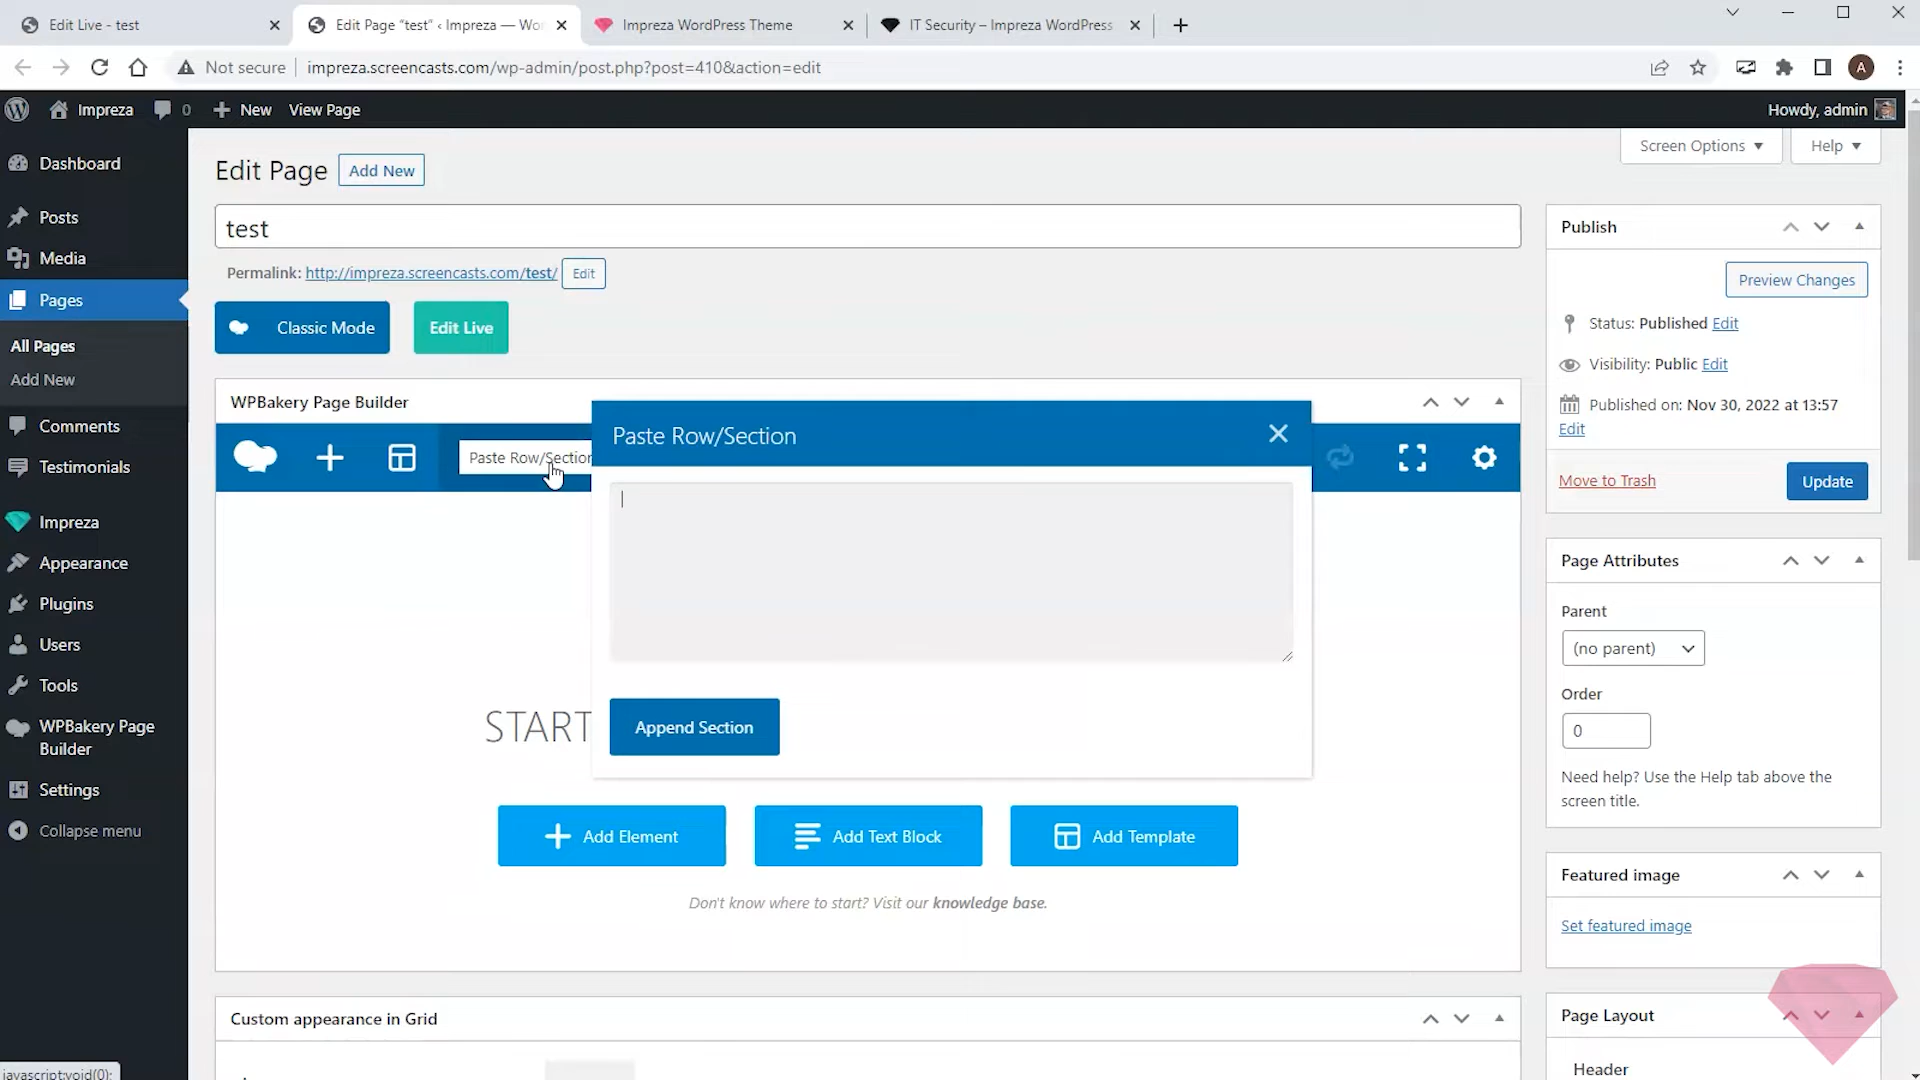 Edit Live - test
Edit Page "test" ‹ Impreza — Wor
Impreza WordPress Theme
IT Security – Impreza WordPress
Not secure
impreza.screencasts.com/wp-admin/post.php?post=410&action=edit
A
Impreza
0
New
View Page
Howdy, admin
Dashboard
Posts
Media
Pages
All Pages
Add New
Comments
Testimonials
Impreza
Appearance
Plugins
Users
Tools
WPBakery Page
Builder
Settings
Collapse menu
javascript:void(0);
Screen Options
Help
Edit Page
Add New
test
Permalink: http://impreza.screencasts.com/test/
Edit
Classic Mode
Edit Live
WPBakery Page Builder
Paste Row/Section
Paste Row/Section
Append Section
START
Add Element
Add Text Block
Add Template
Don't know where to start? Visit our knowledge base.
Custom appearance in Grid
Publish
Preview Changes
Status: Published Edit
Visibility: Public Edit
Published on: Nov 30, 2022 at 13:57
Edit
Move to Trash
Update
Page Attributes
Parent
(no parent)
Order
0
Need help? Use the Help tab above the
screen title.
Featured image
Set featured image
Page Layout
Header